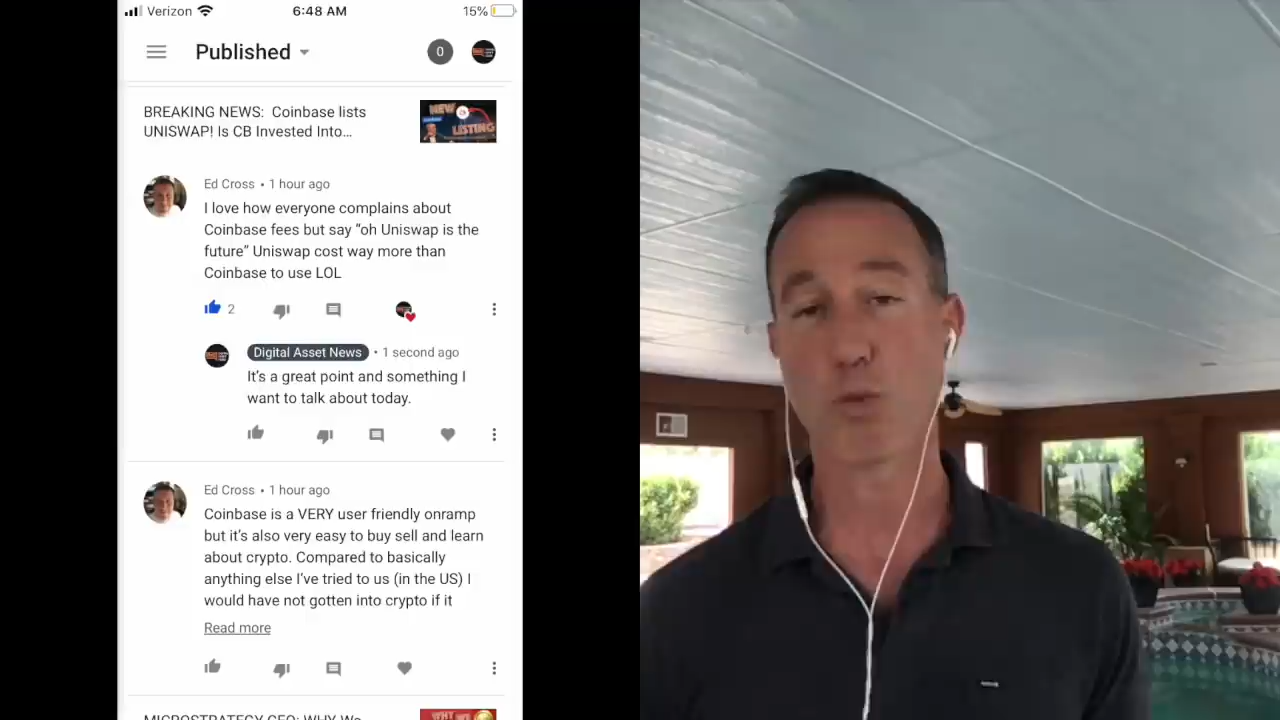 Verizon
6:48 AM
15%
Published
0
BREAKING NEWS: Coinbase lists
UNISWAP! Is CB Invested Into...
NEW
LISTING
Ed Cross • 1 hour ago
I love how everyone complains about
Coinbase fees but say “oh Uniswap is the
future” Uniswap cost way more than
Coinbase to use LOL
2
Digital Asset News • 1 second ago
It’s a great point and something I
want to talk about today.
Ed Cross • 1 hour ago
Coinbase is a VERY user friendly onramp
but it’s also very easy to buy sell and learn
about crypto. Compared to basically
anything else I’ve tried to us (in the US) I
would have not gotten into crypto if it
Read more
MICROSTRATEGY CEO: WHY We